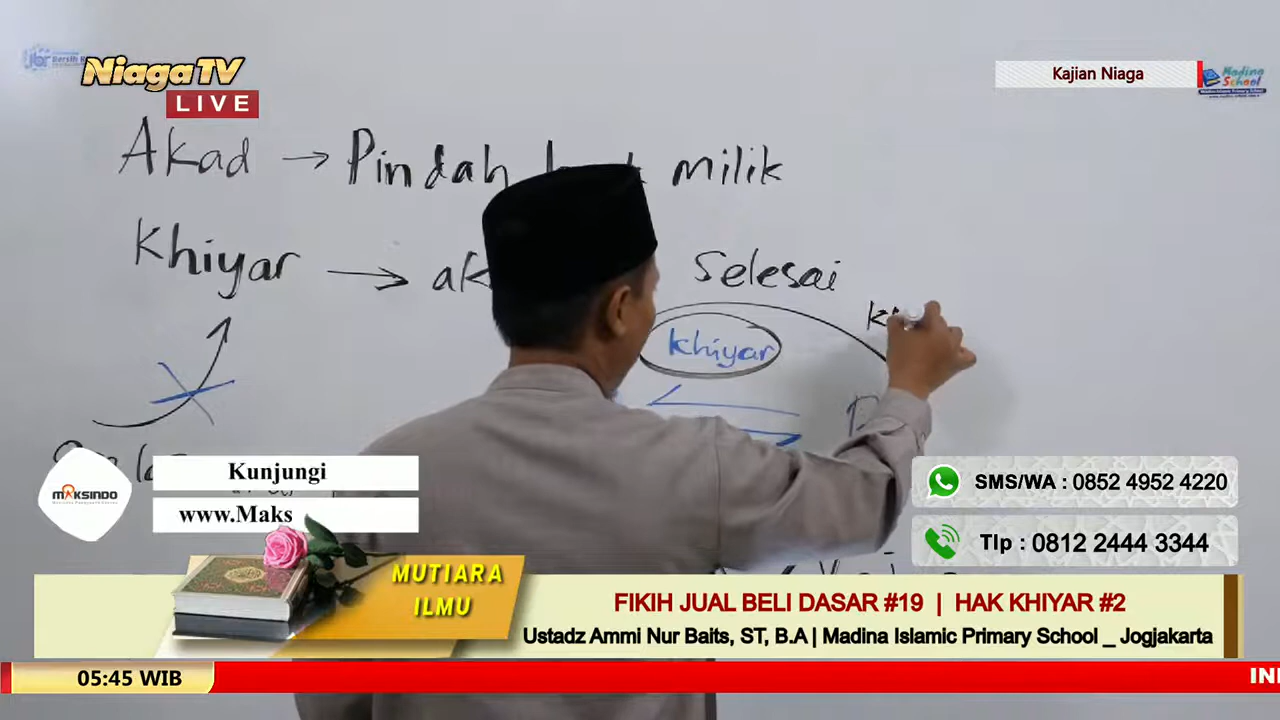 NiagaTV
LIVE
Kajian Niaga
Madina
School
Akad → Pindah milik
Khiyar → ak Selesai
khiyar
MAKSINDO
Kunjungi
www.Maks
SMS/WA : 0852 4952 4220
Tlp : 0812 2444 3344
MUTIARA
ILMU
FIKIH JUAL BELI DASAR #19 | HAK KHIYAR #2
Ustadz Ammi Nur Baits, ST, B.A | Madina Islamic Primary School _ Jogjakarta
05:45 WIB